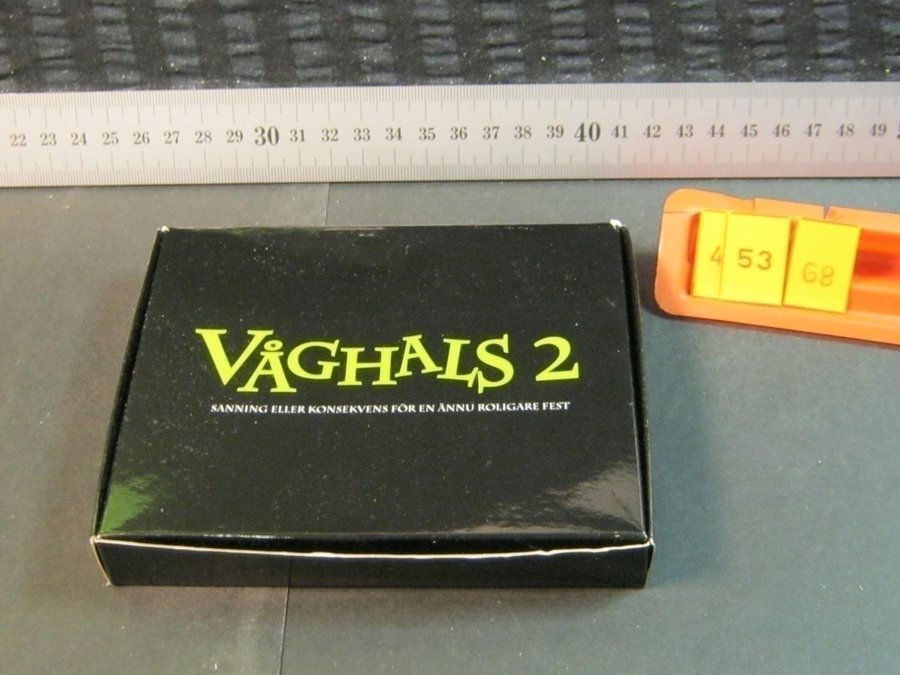 22 23 24 25 26 27 28 29 30 31 32 33 34 35 36 37 38 39 40 41 42 43 44 45 46 47 48 49
4 53 68
VÅGHALS 2
SANNING ELLER KONSEKVENS FÖR EN ÄNNU ROLIGARE FEST